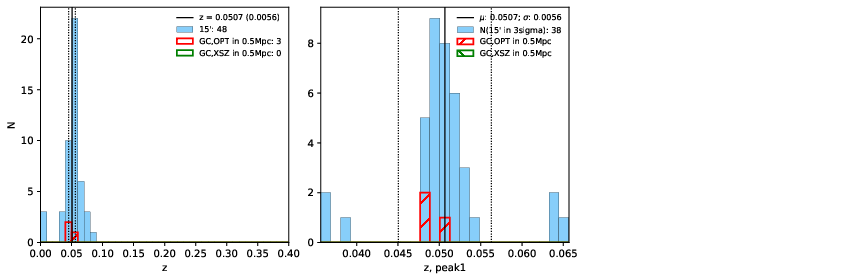 z = 0.0507 (0.0056)
15': 48
GC,OPT in 0.5Mpc: 3
GC,XSZ in 0.5Mpc: 0
N
20
15
10
5
0
0.00 0.05 0.10 0.15 0.20 0.25 0.30 0.35 0.40
z
μ: 0.0507; σ: 0.0056
N(15' in 3sigma): 38
GC,OPT in 0.5Mpc
GC,XSZ in 0.5Mpc
8
6
4
2
0
0.040 0.045 0.050 0.055 0.060 0.065
z, peak1